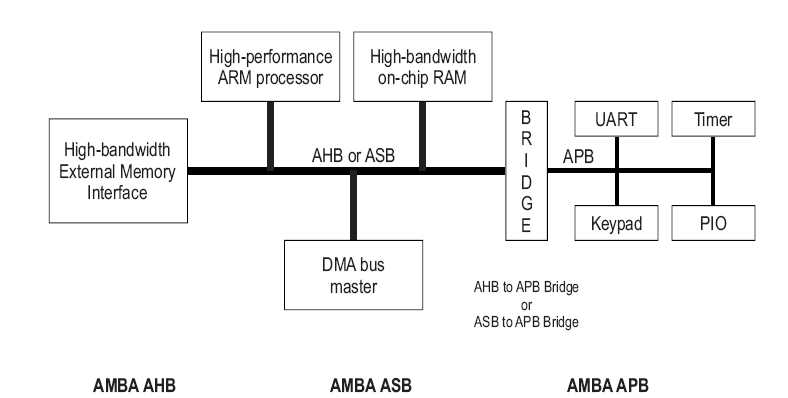 High-performance
ARM processor
High-bandwidth
on-chip RAM
High-bandwidth
External Memory
Interface
AHB or ASB
B
R
I
D
G
E
APB
UART
Timer
Keypad
PIO
DMA bus
master
AHB to APB Bridge
or
ASB to APB Bridge
AMBA AHB
AMBA ASB
AMBA APB